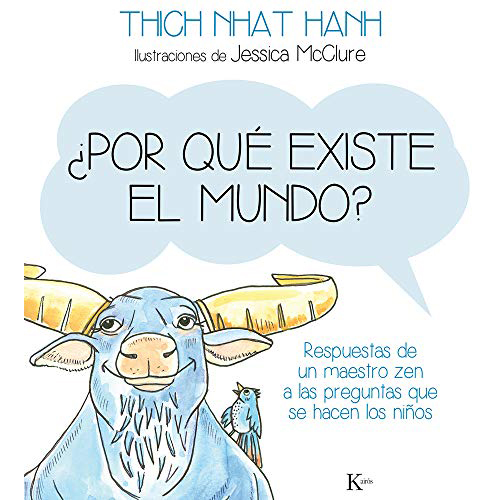 THICH NHAT HANH
Ilustraciones de Jessica McClure
¿POR QUÉ EXISTE
EL MUNDO?
Respuestas de
un maestro zen
a las preguntas que
se hacen los niños
Kairós